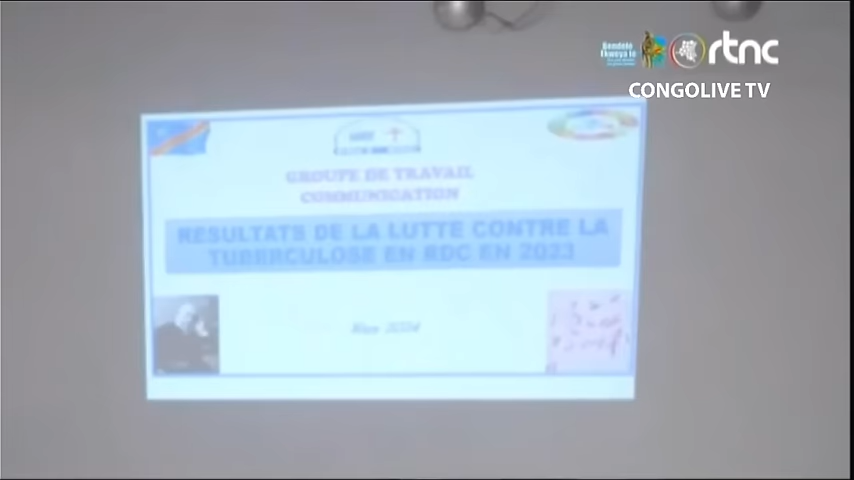 rtnc
CONGOLIVE TV
GROUPE DE TRAVAIL
COMMUNICATION
RESULTATS DE LA LUTTE CONTRE LA
TUBERCULOSE EN RDC EN 2023
2024